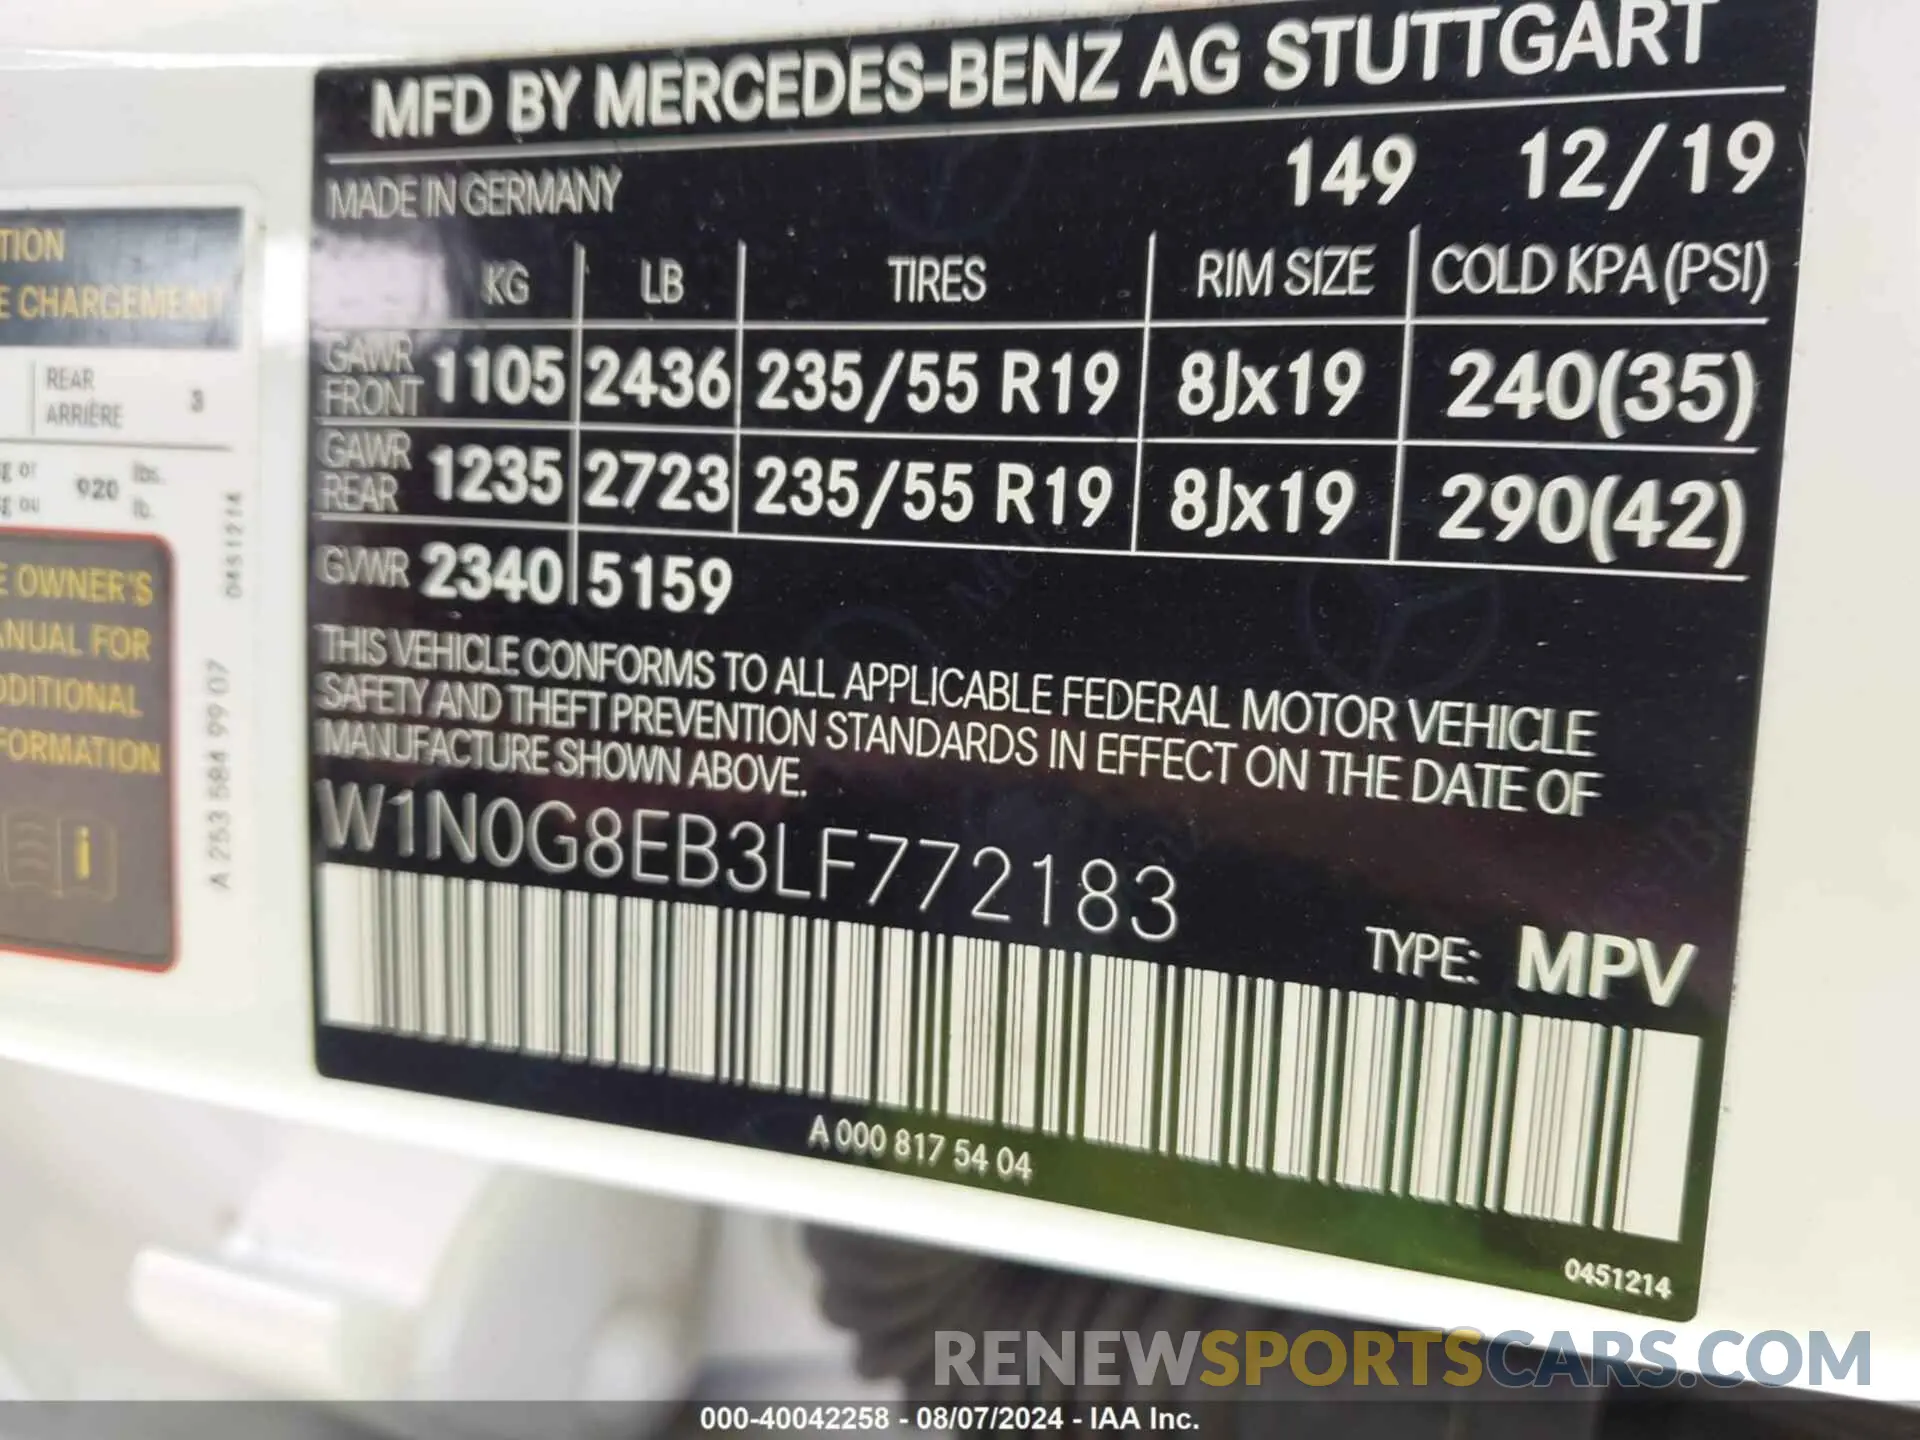 MFD BY MERCEDES-BENZ AG STUTTGART
MADE IN GERMANY 149 12/19
KG LB TIRES RIM SIZE COLD KPA (PSI)
GAWR FRONT 1105 2436 235/55 R19 8Jx19 240(35)
GAWR REAR 1235 2723 235/55 R19 8Jx19 290(42)
GVWR 2340 5159
THIS VEHICLE CONFORMS TO ALL APPLICABLE FEDERAL MOTOR VEHICLE
SAFETY AND THEFT PREVENTION STANDARDS IN EFFECT ON THE DATE OF
MANUFACTURE SHOWN ABOVE.
W1N0G8EB3LF772183
TYPE: MPV
A 000 817 54 04
0451214
TION
E CHARGEMENT
REAR
ARRIÈRE 3
920 lbs.
lb.
0451214
A 253 584 99 07
E OWNER'S
ANUAL FOR
DDITIONAL
FORMATION
i
RENEWSPORTSCARS.COM
000-40042258 - 08/07/2024 - IAA Inc.